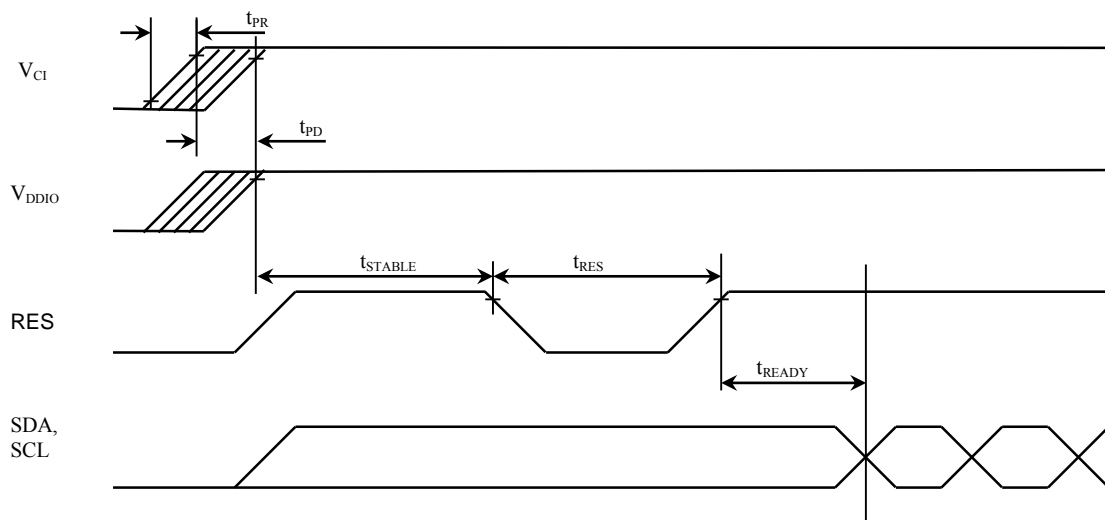 tPR
VCI
tPD
VDDIO
tSTABLE
tRES
RES
tREADY
SDA,
SCL